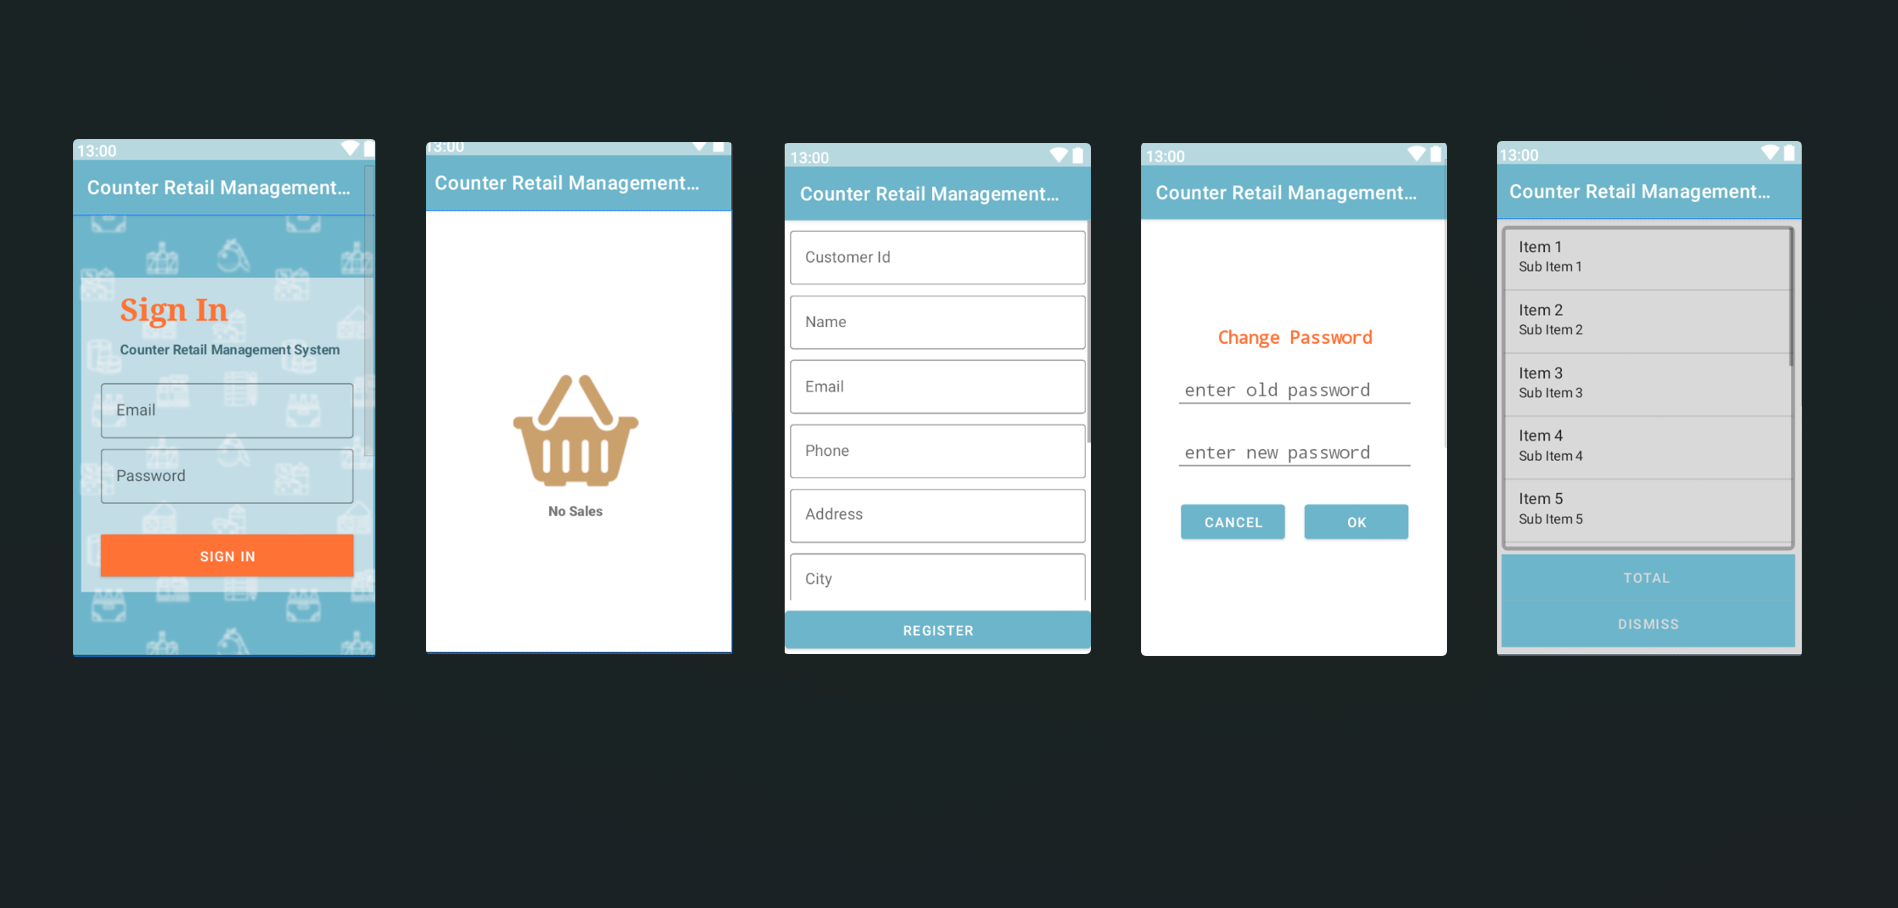 13:00
Counter Retail Management...
Sign In
Counter Retail Management System
Email
Password
SIGN IN
13:00
Counter Retail Management...
No Sales
13:00
Counter Retail Management...
Customer Id
Name
Email
Phone
Address
City
REGISTER
13:00
Counter Retail Management...
Change Password
enter old password
enter new password
CANCEL OK
13:00
Counter Retail Management...
Item 1
Sub Item 1
Item 2
Sub Item 2
Item 3
Sub Item 3
Item 4
Sub Item 4
Item 5
Sub Item 5
TOTAL
DISMISS